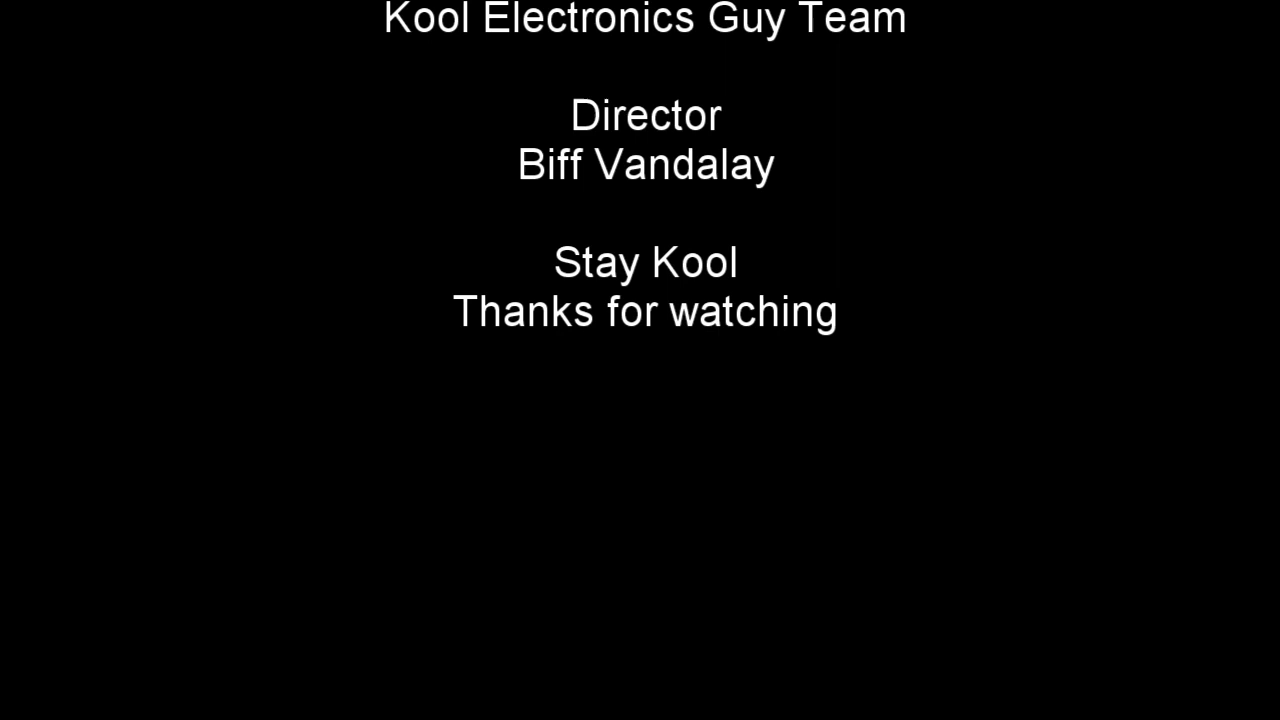 Kool Electronics Guy Team
Director
Biff Vandalay
Stay Kool
Thanks for watching